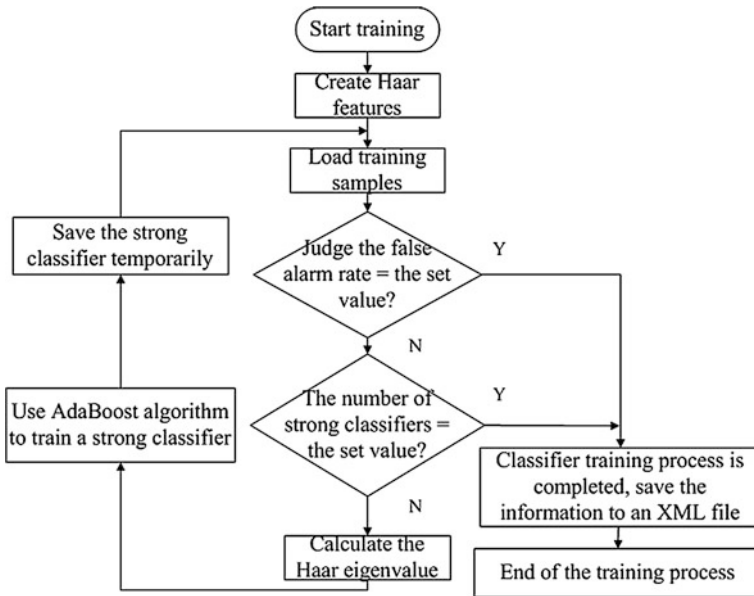 Start training
Create Haar
features
Load training
samples
Save the strong
classifier temporarily
Judge the false
alarm rate = the set
value?
Y
N
Use AdaBoost algorithm
to train a strong classifier
The number of
strong classifiers =
the set value?
Y
N
Classifier training process is
completed, save the
information to an XML file
Calculate the
Haar eigenvalue
End of the training process